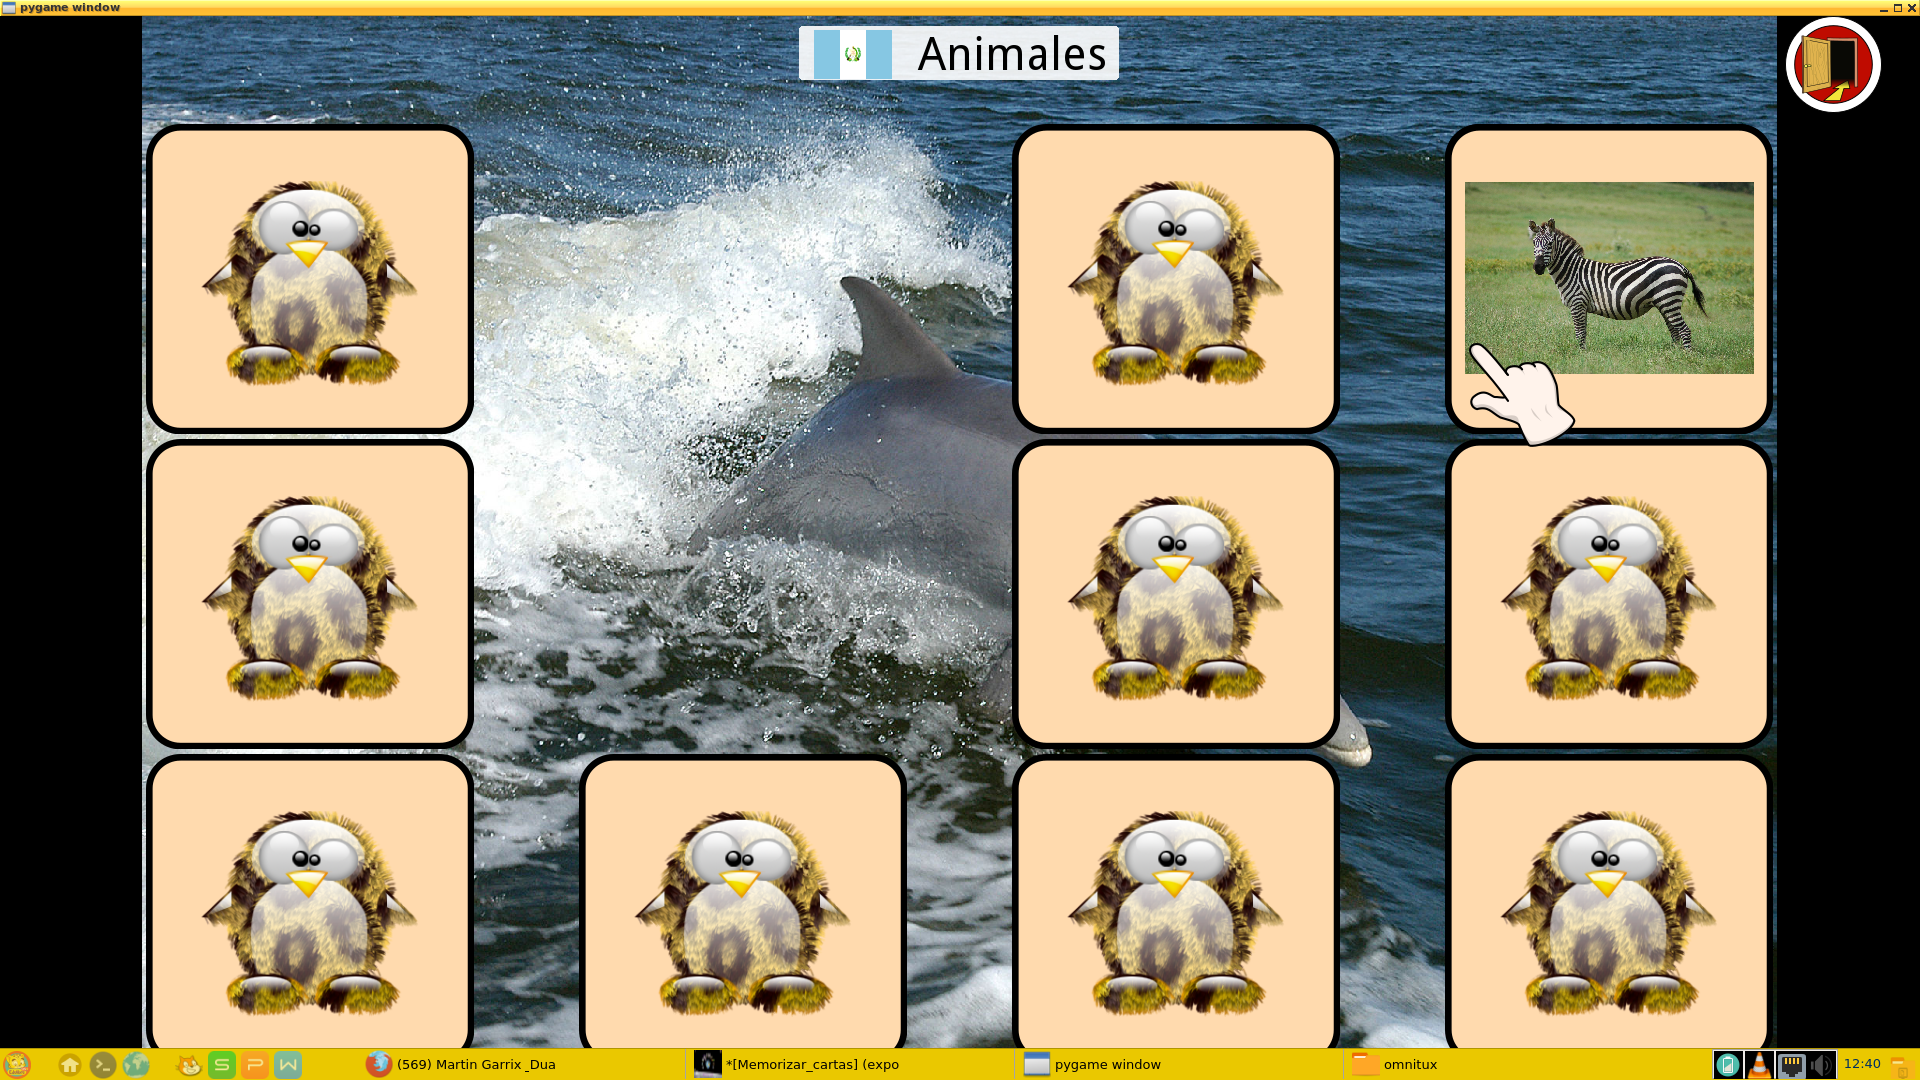 pygame window
Animales
(569) Martin Garrix _Dua
*[Memorizar_cartas] (expo
pygame window
omnitux
12:40